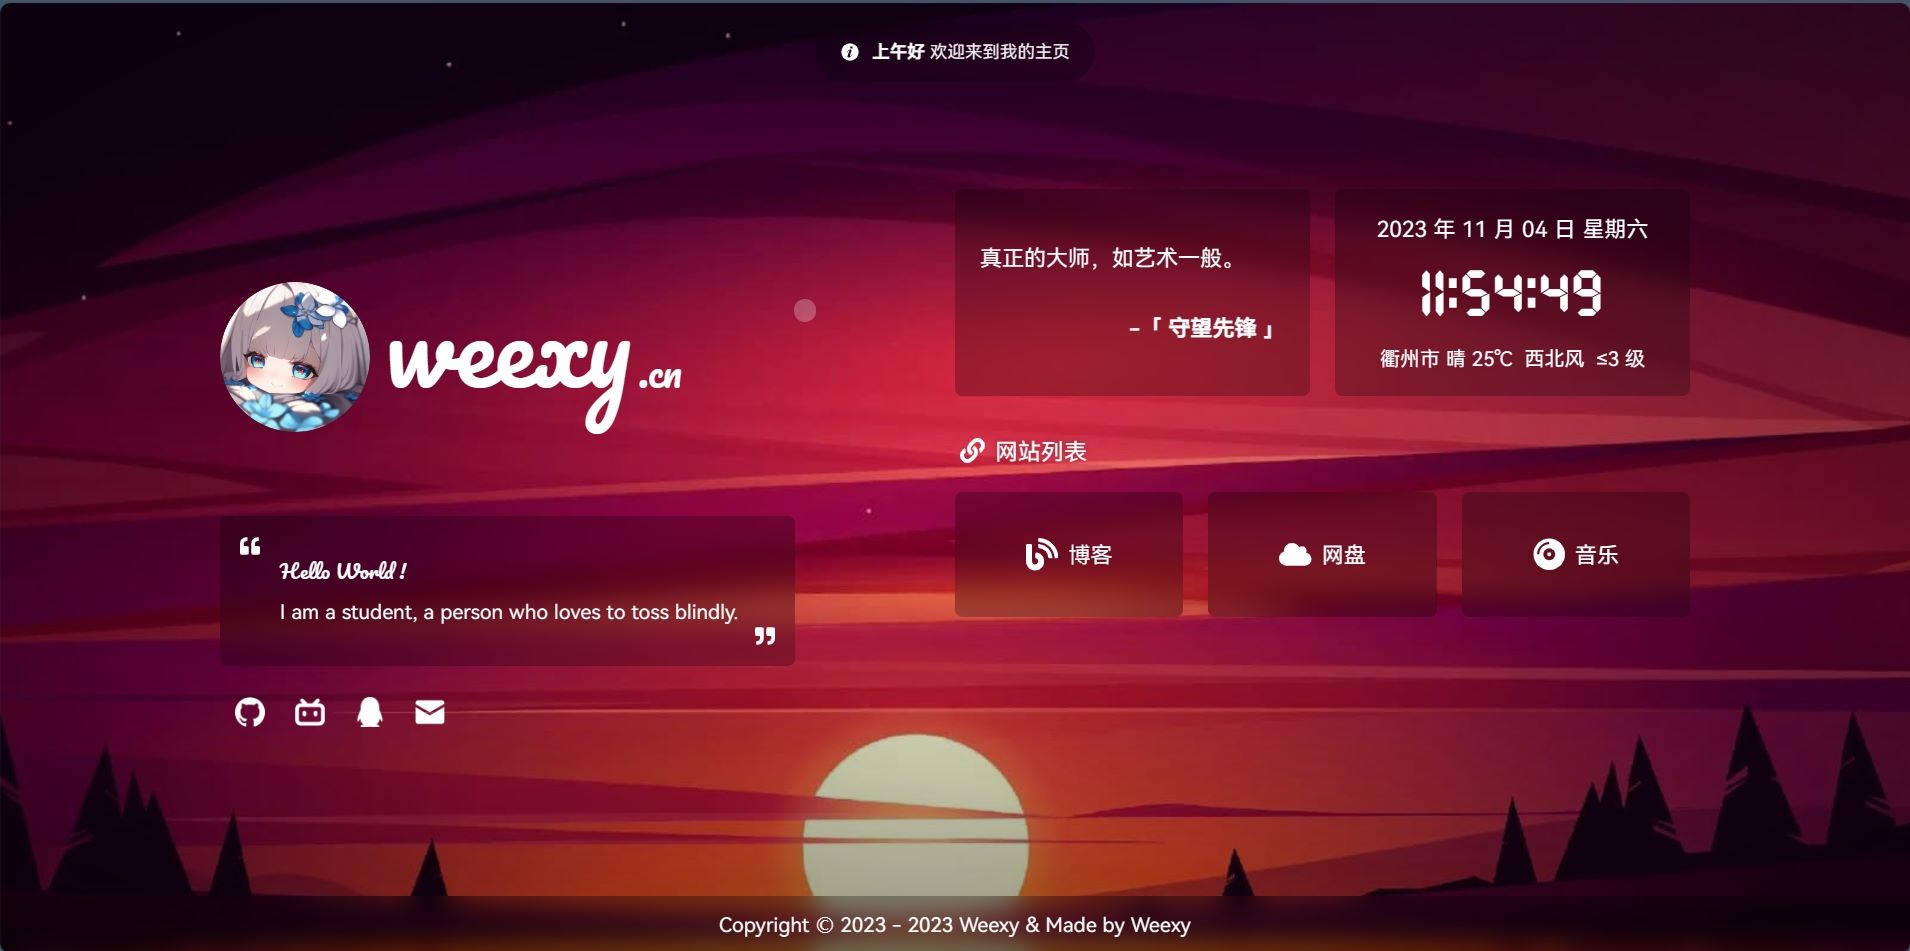 上午好 欢迎来到我的主页
weexy .cn
Hello World !
I am a student, a person who loves to toss blindly.
真正的大师，如艺术一般。
-「 守望先锋 」
2023 年 11 月 04 日 星期六
11:54:49
衢州市 晴 25℃ 西北风 ≤3 级
网站列表
博客
网盘
音乐
Copyright © 2023 - 2023 Weexy & Made by Weexy